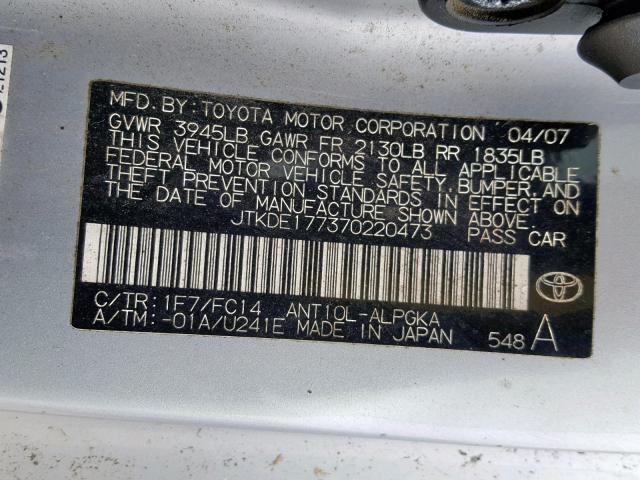 MFD.BY: TOYOTA MOTOR CORPORATION 04/07
GVWR 3945LB GAWR FR 2130LB RR 1835LB
THIS VEHICLE CONFORMS TO ALL APPLICABLE
FEDERAL MOTOR VEHICLE SAFETY, BUMPER, AND
THEFT PREVENTION STANDARDS IN EFFECT ON
THE DATE OF MANUFACTURE SHOWN ABOVE.
JTKDE177370220473 PASS CAR
C/TR: 1F7/FC14 ANT10L-ALPGKA
A/TM: -01A/U241E MADE IN JAPAN 548 A